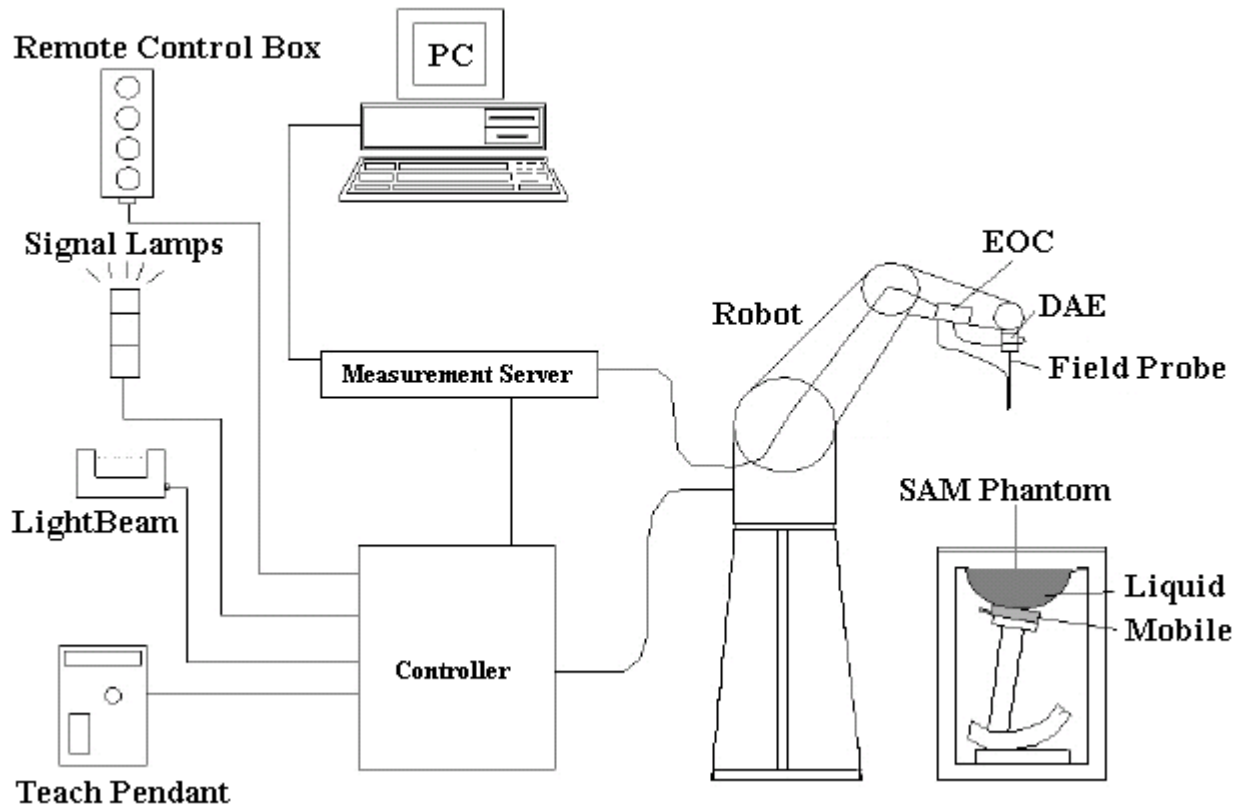 Remote Control Box
PC
Signal Lamps
EOC
DAE
Robot
Field Probe
Measurement Server
LightBeam
SAM Phantom
Liquid
Mobile
Controller
Teach Pendant